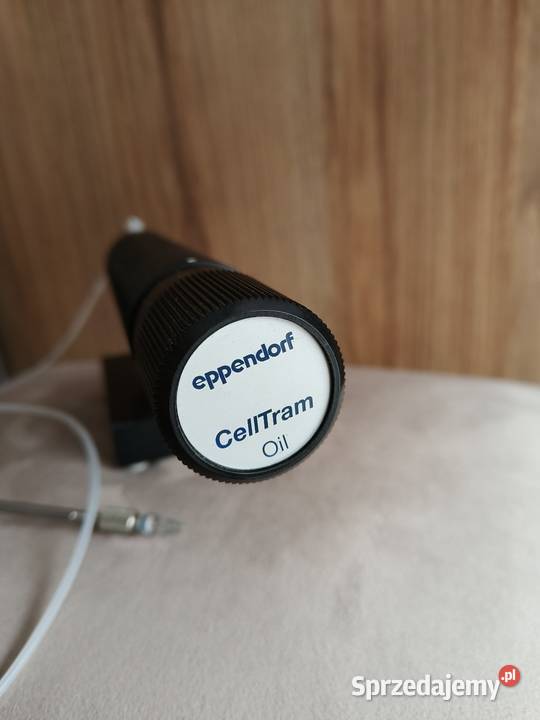 eppendorf
CellTram
Oil
Sprzedajemy.pl